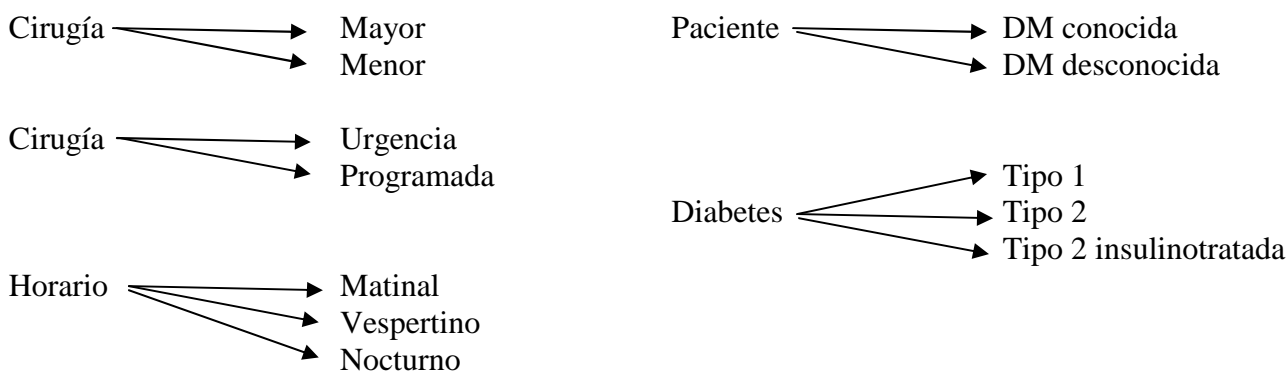 Cirugía Mayor
Menor
Cirugía Urgencia
Programada
Horario Matinal
Vespertino
Nocturno
Paciente DM conocida
DM desconocida
Tipo 1
Diabetes Tipo 2
Tipo 2 insulinotratada